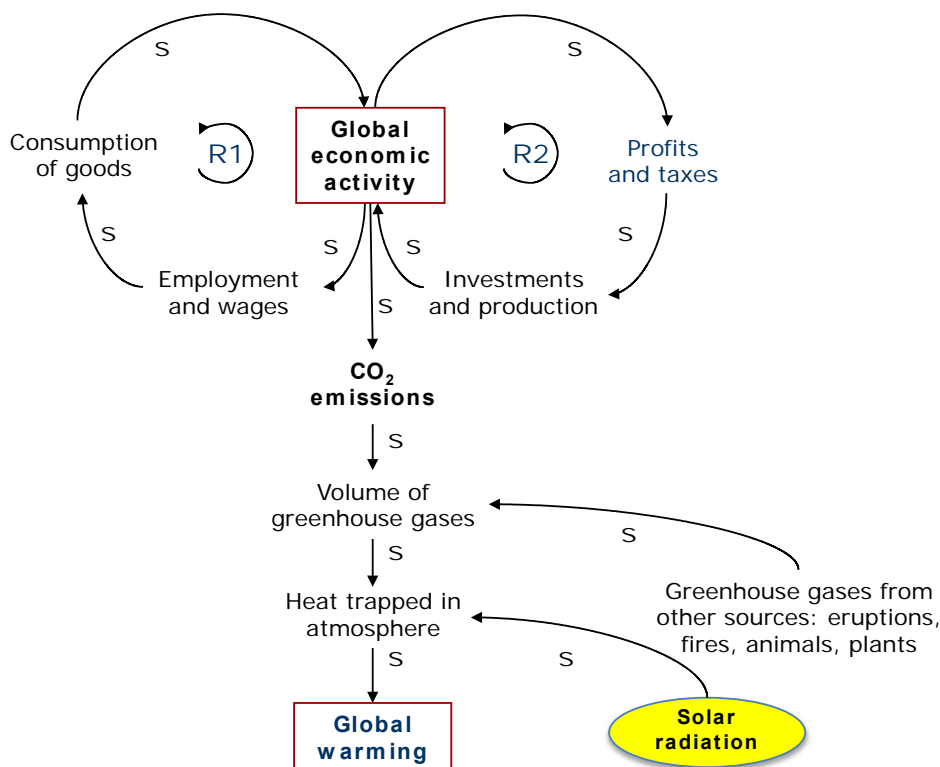 S
S
Consumption
of goods
R1
Global
economic
activity
R2
Profits
and taxes
S
S
S
S
Employment
and wages
Investments
and production
S
CO₂
emissions
S
Volume of
greenhouse gases
S
S
Heat trapped in
atmosphere
Greenhouse gases from
other sources: eruptions,
fires, animals, plants
S
S
Global
warming
Solar
radiation